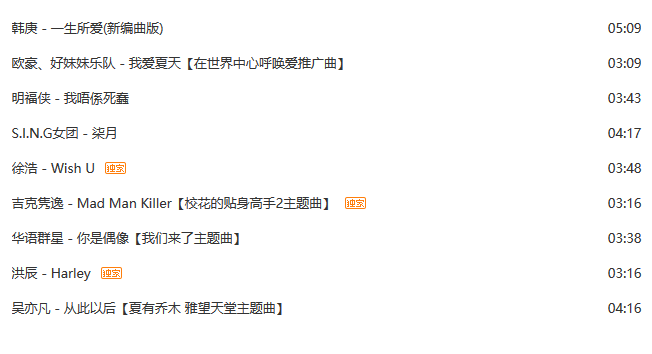 韩庚 - 一生所爱(新编曲版) 05:09
欧豪、好妹妹乐队 - 我爱夏天【在世界中心呼唤爱推广曲】 03:09
明福侠 - 我唔係死蠢 03:43
S.I.N.G女团 - 柒月 04:17
徐浩 - Wish U 独家 03:48
吉克隽逸 - Mad Man Killer【校花的贴身高手2主题曲】 独家 03:16
华语群星 - 你是偶像【我们来了主题曲】 03:38
洪辰 - Harley 独家 03:16
吴亦凡 - 从此以后【夏有乔木 雅望天堂主题曲】 04:16